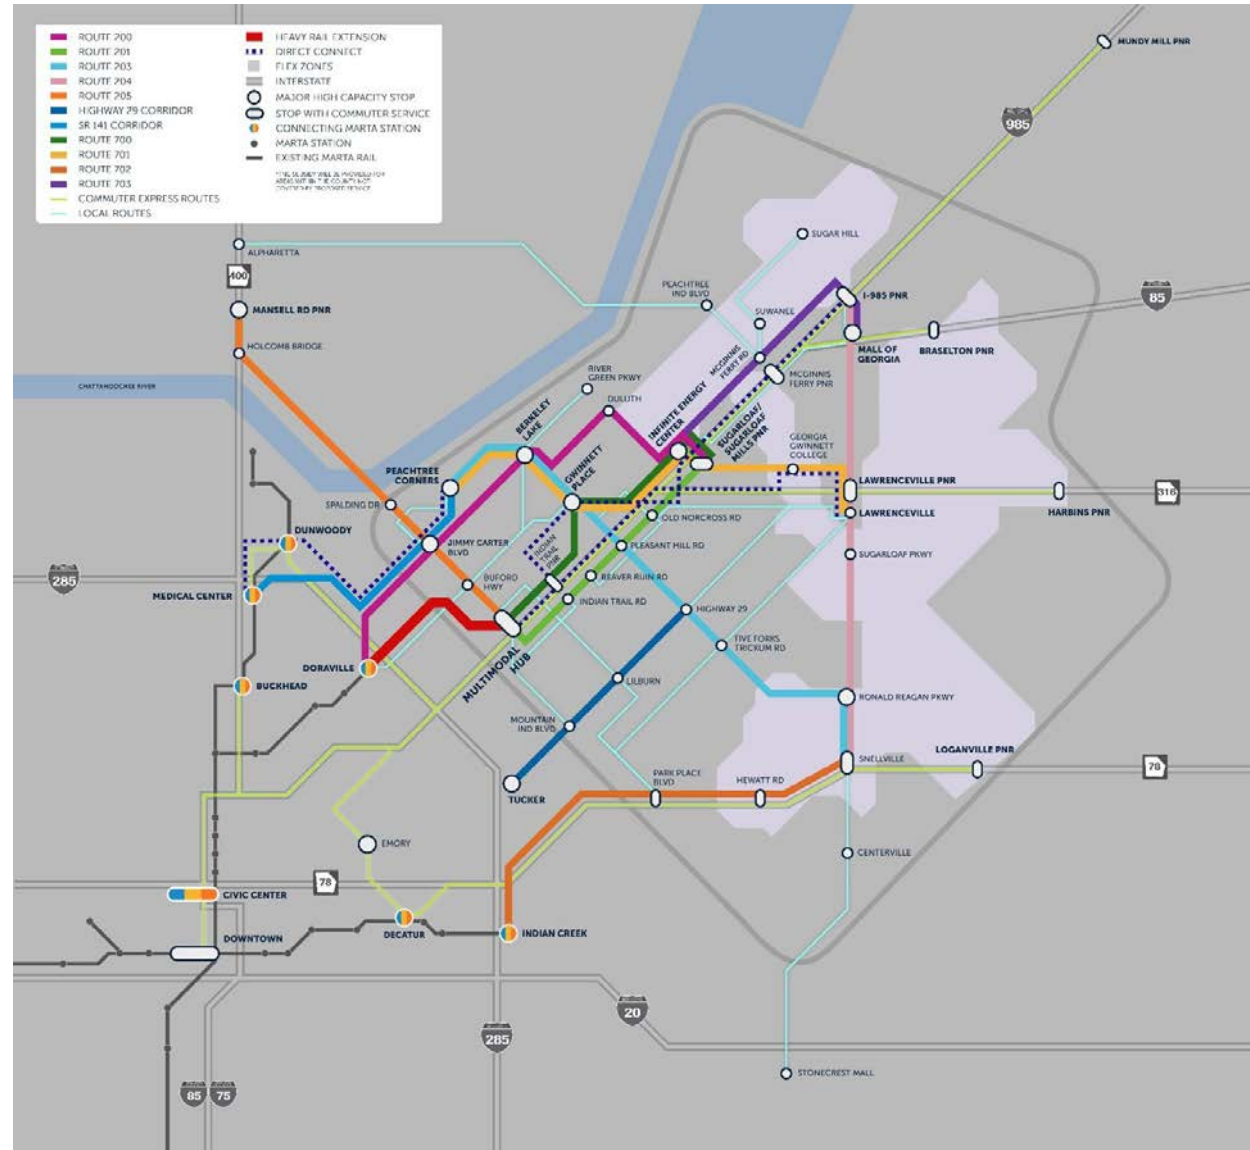 ROUTE 200
ROUTE 201
ROUTE 203
ROUTE 204
ROUTE 205
HIGHWAY 29 CORRIDOR
SR 141 CORRIDOR
ROUTE 700
ROUTE 701
ROUTE 702
ROUTE 703
COMMUTER EXPRESS ROUTES
LOCAL ROUTES
HEAVY RAIL EXTENSION
DIRECT CONNECT
FLEX ZONES
INTERSTATE
MAJOR HIGH CAPACITY STOP
STOP WITH COMMUTER SERVICE
CONNECTING MARTA STATION
MARTA STATION
EXISTING MARTA RAIL
MUNDY MILL PNR
985
SUGAR HILL
ALPHARETTA
400
PEACHTREE
IND BLVD
I-985 PNR
85
MANSELL RD PNR
SUWANEE
HOLCOMB BRIDGE
MCGINNIS
FERRY RD
MALL OF
GEORGIA
BRASELTON PNR
CHATTAHOOCHEE RIVER
RIVER
GREEN PKWY
MCGINNIS
FERRY PNR
DULUTH
BERKELEY
LAKE
INFINITE ENERGY
CENTER
SUGARLOAF/
SUGARLOAF
MILLS PNR
GEORGIA
GWINNETT
COLLEGE
GWINNETT
PLACE
PEACHTREE
CORNERS
LAWRENCEVILLE PNR
316
HARBINS PNR
SPALDING DR
LAWRENCEVILLE
OLD NORCROSS RD
DUNWOODY
JIMMY CARTER
BLVD
INDIAN
TRAIL
PNR
PLEASANT HILL RD
SUGARLOAF PKWY
285
BUFORD
HWY
BEAVER RUIN RD
MEDICAL CENTER
INDIAN TRAIL RD
HIGHWAY 29
FIVE FORKS
TRICKUM RD
DORAVILLE
MULTIMODAL
HUB
BUCKHEAD
LILBURN
RONALD REAGAN PKWY
MOUNTAIN
IND BLVD
LOGANVILLE PNR
SNELLVILLE
78
PARK PLACE
BLVD
HEWATT RD
TUCKER
EMORY
CENTERVILLE
78
CIVIC CENTER
DECATUR
INDIAN CREEK
DOWNTOWN
20
285
STONECREST MALL
85
75